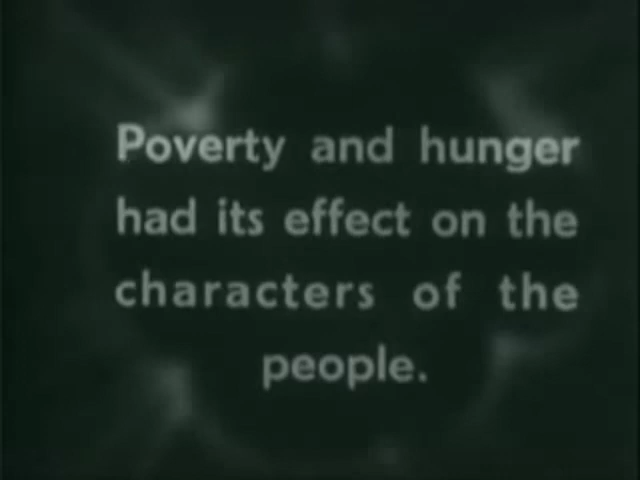 Poverty and hunger
had its effect on the
characters of the
people.